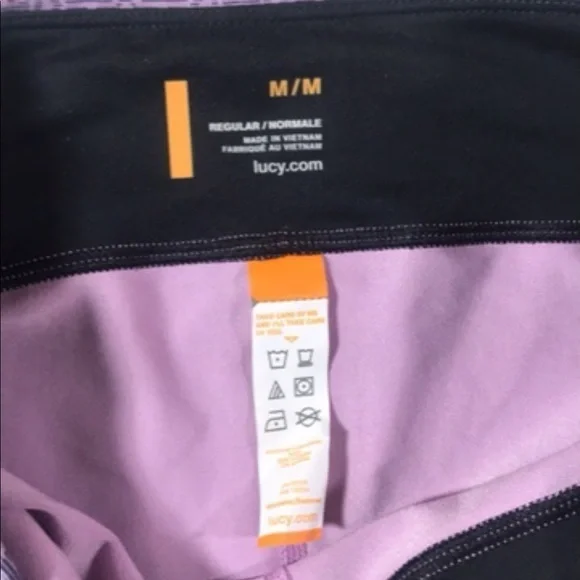 M/M
REGULAR / NORMALE
MADE IN VIETNAM
FABRIQUÉ AU VIETNAM
lucy.com
TAKE CARE OF ME
AND I'LL TAKE CARE
OF YOU.
lucy.com